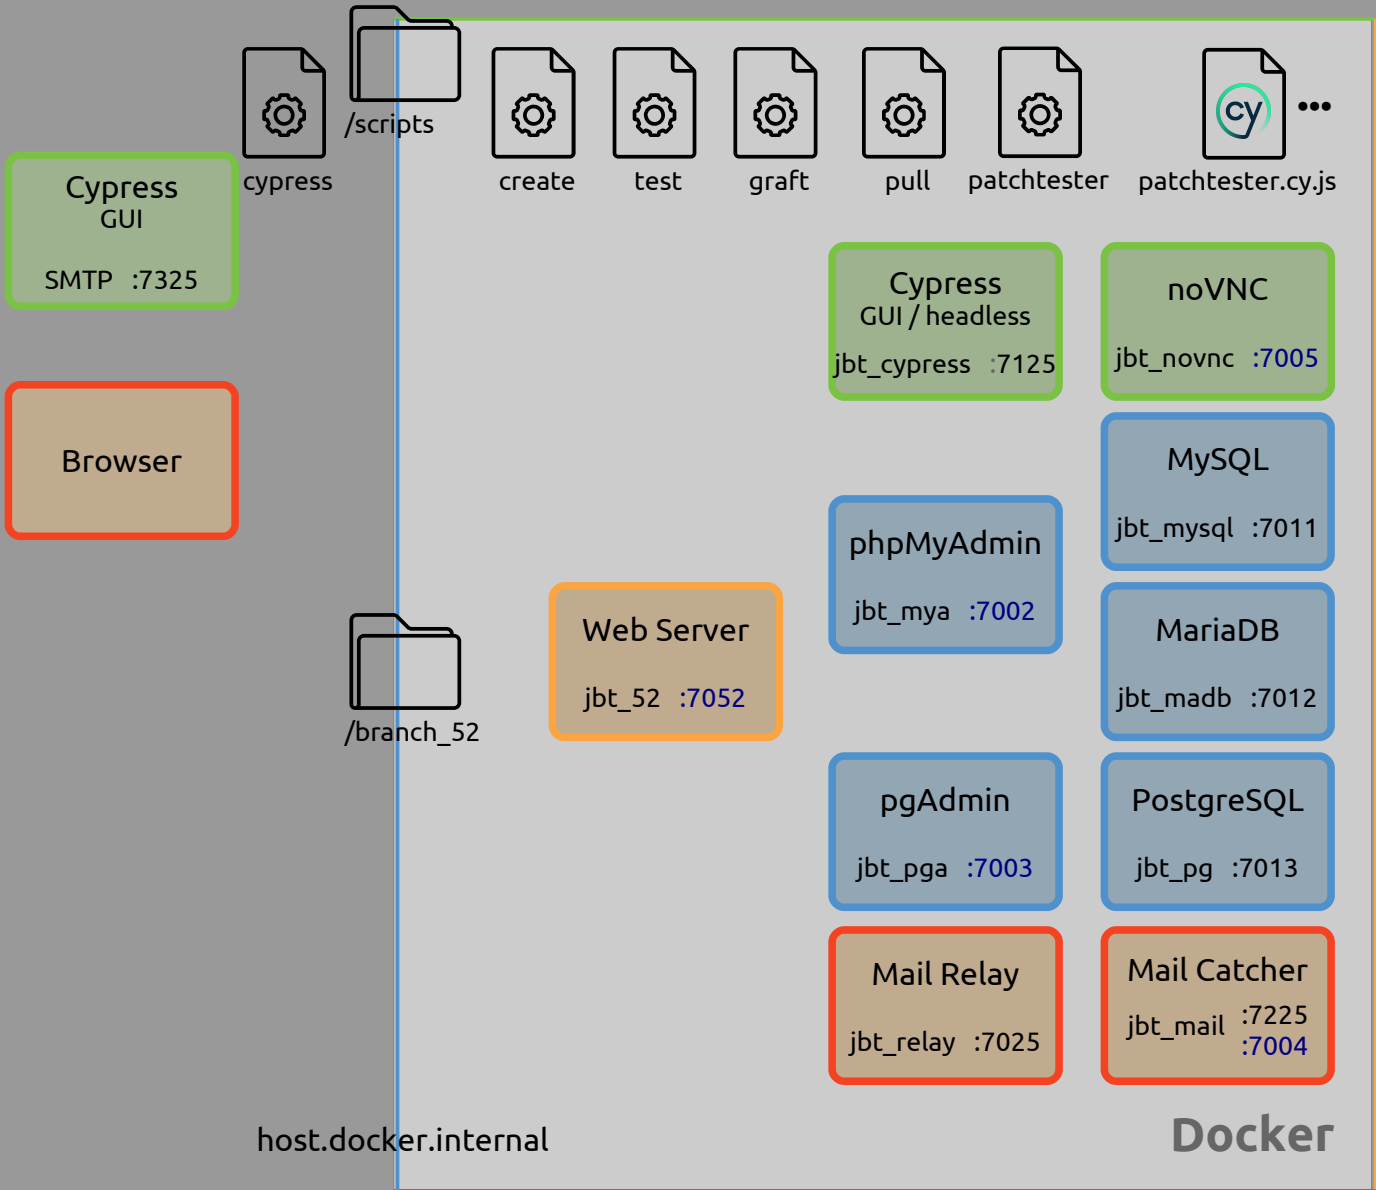 /scripts
cypress
create
test
graft
pull
patchtester
cy
•••
patchtester.cy.js
Cypress
GUI
SMTP :7325
Cypress
GUI / headless
jbt_cypress :7125
noVNC
jbt_novnc :7005
Browser
MySQL
jbt_mysql :7011
phpMyAdmin
jbt_mya :7002
Web Server
jbt_52 :7052
MariaDB
jbt_madb :7012
/branch_52
pgAdmin
jbt_pga :7003
PostgreSQL
jbt_pg :7013
Mail Relay
jbt_relay :7025
Mail Catcher
jbt_mail :7225
:7004
host.docker.internal
Docker